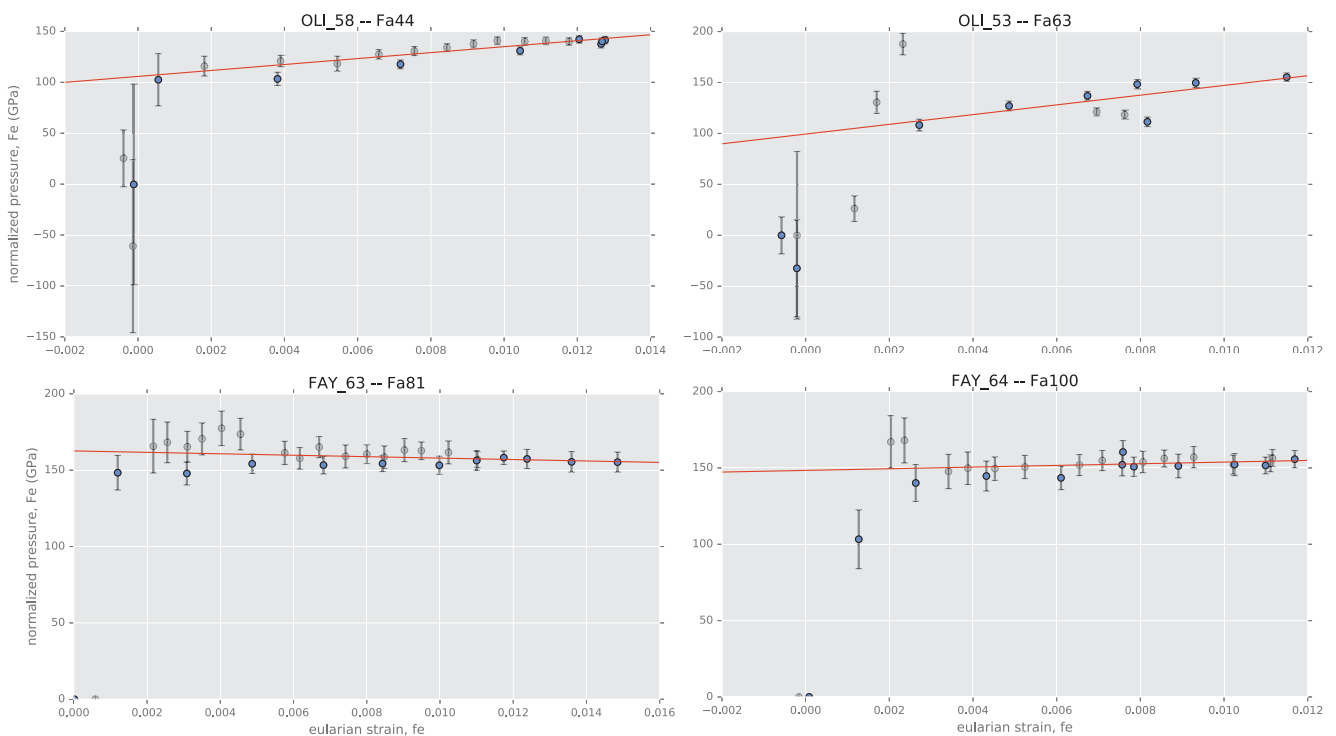 OLI_58 -- Fa44
normalized pressure, Fe (GPa)
150
100
50
0
−50
−100
−150
−0.002 0.000 0.002 0.004 0.006 0.008 0.010 0.012 0.014
OLI_53 -- Fa63
200
150
100
50
0
−50
−100
−0.002 0.000 0.002 0.004 0.006 0.008 0.010 0.012
FAY_63 -- Fa81
normalized pressure, Fe (GPa)
200
150
100
50
0
0.000 0.002 0.004 0.006 0.008 0.010 0.012 0.014 0.016
eularian strain, fe
FAY_64 -- Fa100
200
150
100
50
0
−0.002 0.000 0.002 0.004 0.006 0.008 0.010 0.012
eularian strain, fe